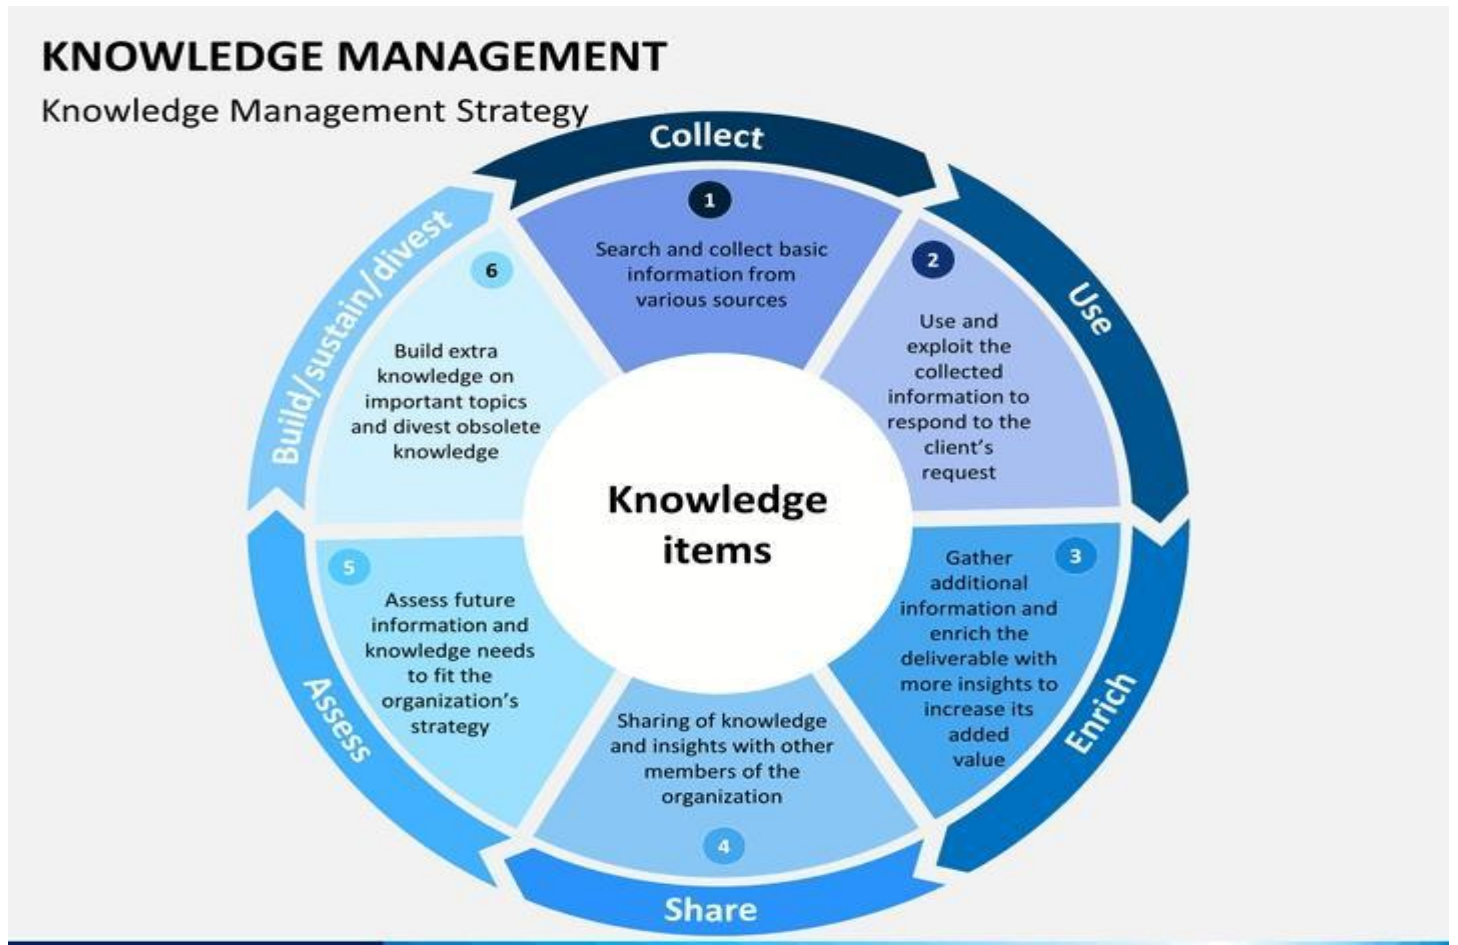 KNOWLEDGE MANAGEMENT
Knowledge Management Strategy
Collect
1
Search and collect basic
information from
various sources
Use
2
Use and
exploit the
collected
information to
respond to the
client's
request
Enrich
3
Gather
additional
information and
enrich the
deliverable with
more insights to
increase its
added
value
Share
4
Sharing of knowledge
and insights with other
members of the
organization
Assess
5
Assess future
information and
knowledge needs
to fit the
organization's
strategy
Build/sustain/divest
6
Build extra
knowledge on
important topics
and divest obsolete
knowledge
Knowledge
items